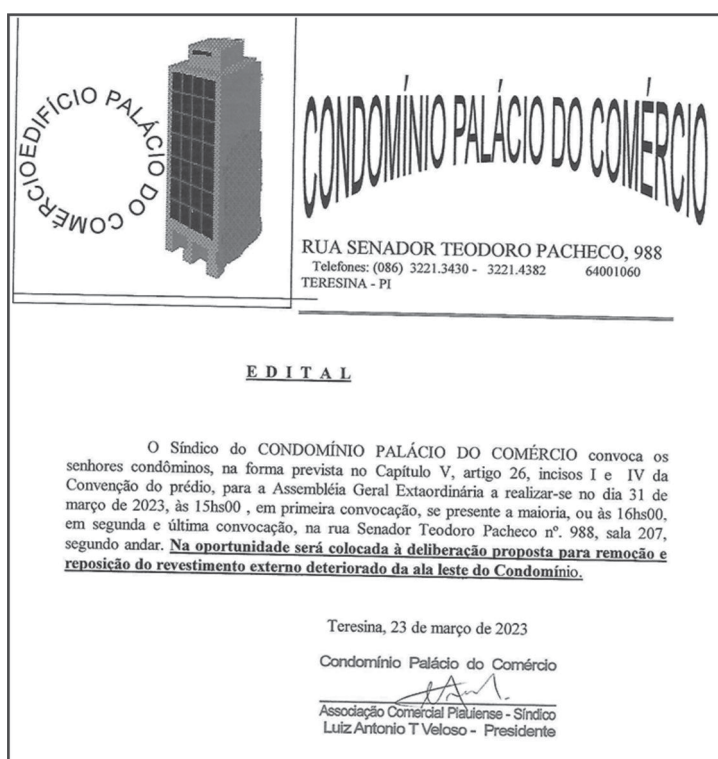 EDIFÍCIO PALÁCIO DO COMÉRCIO
CONDOMÍNIO PALÁCIO DO COMÉRCIO
RUA SENADOR TEODORO PACHECO, 988
Telefones: (086) 3221.3430 - 3221.4382 64001060
TERESINA - PI
E D I T A L
O Síndico do CONDOMÍNIO PALÁCIO DO COMÉRCIO convoca os
senhores condôminos, na forma prevista no Capítulo V, artigo 26, incisos I e IV da
Convenção do prédio, para a Assembléia Geral Extaordinária a realizar-se no dia 31 de
março de 2023, às 15hs00 , em primeira convocação, se presente a maioria, ou às 16hs00,
em segunda e última convocação, na rua Senador Teodoro Pacheco nº. 988, sala 207,
segundo andar. Na oportunidade será colocada à deliberação proposta para remoção e
reposição do revestimento externo deteriorado da ala leste do Condomínio.
Teresina, 23 de março de 2023
Condomínio Palácio do Comércio
Associação Comercial Piauiense - Síndico
Luiz Antonio T Veloso - Presidente